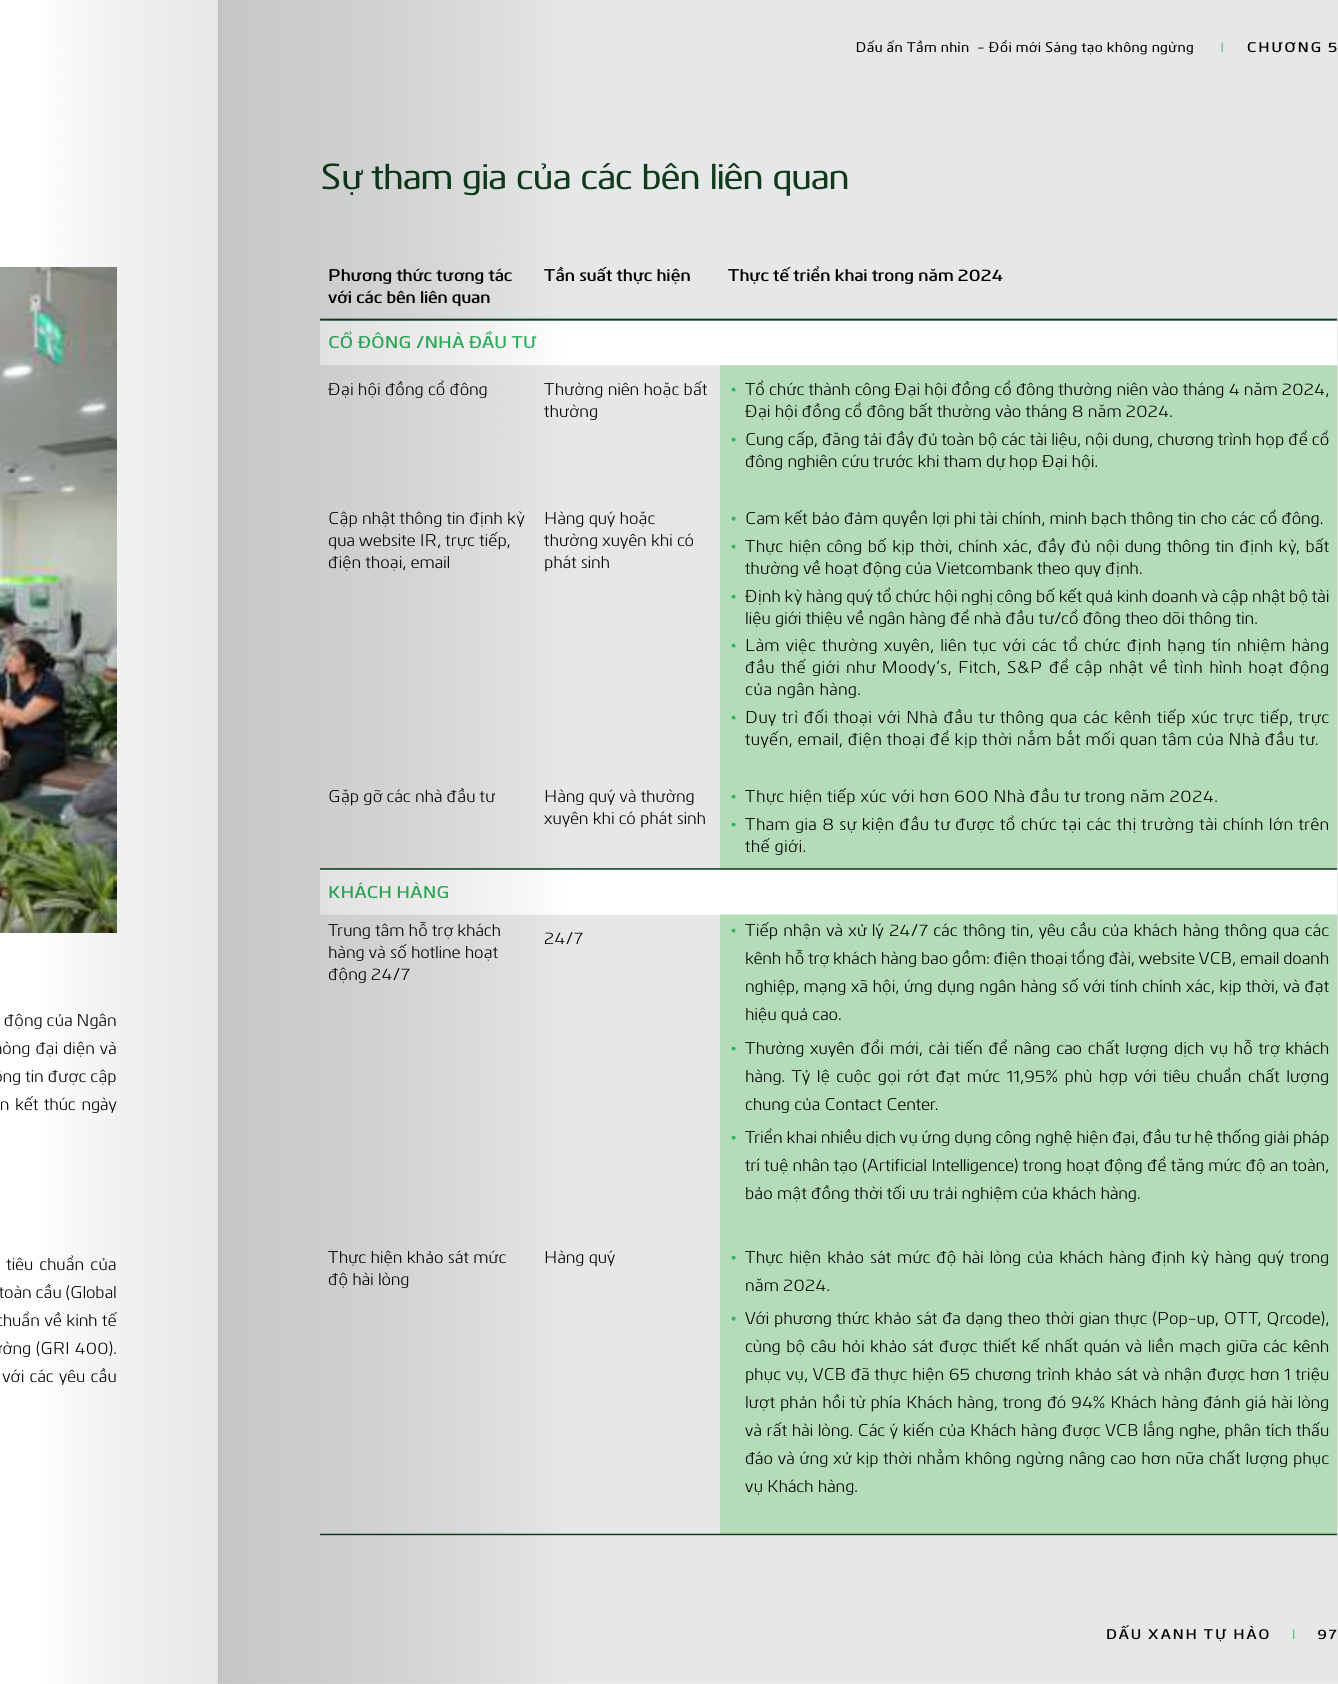 động của Ngân
đại diện và
tin được cập
kết thúc ngày
tiêu chuẩn của
toàn cầu (Global
chuẩn về kinh tế
(GRI 400).
với các yêu cầu
Dấu ấn Tầm nhìn – Đổi mới Sáng tạo không ngừng | CHƯƠNG 5
Sự tham gia của các bên liên quan
Phương thức tương tác
với các bên liên quan
Tần suất thực hiện
Thực tế triển khai trong năm 2024
CỔ ĐÔNG /NHÀ ĐẦU TƯ
Đại hội đồng cổ đông
Thường niên hoặc bất
thường
• Tổ chức thành công Đại hội đồng cổ đông thường niên vào tháng 4 năm 2024,
Đại hội đồng cổ đông bất thường vào tháng 8 năm 2024.
• Cung cấp, đăng tải đầy đủ toàn bộ các tài liệu, nội dung, chương trình họp để cổ
đông nghiên cứu trước khi tham dự họp Đại hội.
Cập nhật thông tin định kỳ
qua website IR, trực tiếp,
điện thoại, email
Hàng quý hoặc
thường xuyên khi có
phát sinh
• Cam kết bảo đảm quyền lợi phi tài chính, minh bạch thông tin cho các cổ đông.
• Thực hiện công bố kịp thời, chính xác, đầy đủ nội dung thông tin định kỳ, bất
thường về hoạt động của Vietcombank theo quy định.
• Định kỳ hàng quý tổ chức hội nghị công bố kết quả kinh doanh và cập nhật bộ tài
liệu giới thiệu về ngân hàng để nhà đầu tư/cổ đông theo dõi thông tin.
• Làm việc thường xuyên, liên tục với các tổ chức định hạng tín nhiệm hàng
đầu thế giới như Moody’s, Fitch, S&P để cập nhật về tình hình hoạt động
của ngân hàng.
• Duy trì đối thoại với Nhà đầu tư thông qua các kênh tiếp xúc trực tiếp, trực
tuyến, email, điện thoại để kịp thời nắm bắt mối quan tâm của Nhà đầu tư.
Gặp gỡ các nhà đầu tư
Hàng quý và thường
xuyên khi có phát sinh
• Thực hiện tiếp xúc với hơn 600 Nhà đầu tư trong năm 2024.
• Tham gia 8 sự kiện đầu tư được tổ chức tại các thị trường tài chính lớn trên
thế giới.
KHÁCH HÀNG
Trung tâm hỗ trợ khách
hàng và số hotline hoạt
động 24/7
24/7
• Tiếp nhận và xử lý 24/7 các thông tin, yêu cầu của khách hàng thông qua các
kênh hỗ trợ khách hàng bao gồm: điện thoại tổng đài, website VCB, email doanh
nghiệp, mạng xã hội, ứng dụng ngân hàng số với tính chính xác, kịp thời, và đạt
hiệu quả cao.
• Thường xuyên đổi mới, cải tiến để nâng cao chất lượng dịch vụ hỗ trợ khách
hàng. Tỷ lệ cuộc gọi rớt đạt mức 11,95% phù hợp với tiêu chuẩn chất lượng
chung của Contact Center.
• Triển khai nhiều dịch vụ ứng dụng công nghệ hiện đại, đầu tư hệ thống giải pháp
trí tuệ nhân tạo (Artificial Intelligence) trong hoạt động để tăng mức độ an toàn,
bảo mật đồng thời tối ưu trải nghiệm của khách hàng.
Thực hiện khảo sát mức
độ hài lòng
Hàng quý
• Thực hiện khảo sát mức độ hài lòng của khách hàng định kỳ hàng quý trong
năm 2024.
• Với phương thức khảo sát đa dạng theo thời gian thực (Pop-up, OTT, Qrcode),
cùng bộ câu hỏi khảo sát được thiết kế nhất quán và liền mạch giữa các kênh
phục vụ, VCB đã thực hiện 65 chương trình khảo sát và nhận được hơn 1 triệu
lượt phản hồi từ phía Khách hàng, trong đó 94% Khách hàng đánh giá hài lòng
và rất hài lòng. Các ý kiến của Khách hàng được VCB lắng nghe, phân tích thấu
đáo và ứng xử kịp thời nhằm không ngừng nâng cao hơn nữa chất lượng phục
vụ Khách hàng.
DẤU XANH TỰ HÀO | 97